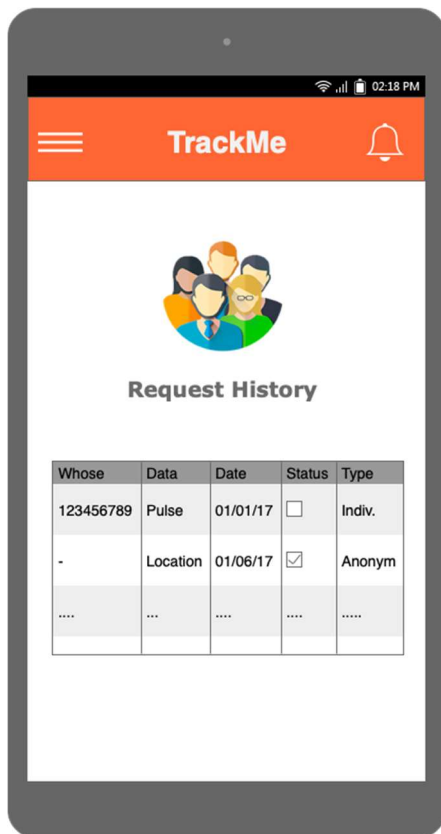 02:18 PM
TrackMe
Request History
Whose Data Date Status Type
123456789 Pulse 01/01/17 Indiv.
- Location 01/06/17 Anonym
.... ... .... .... .....